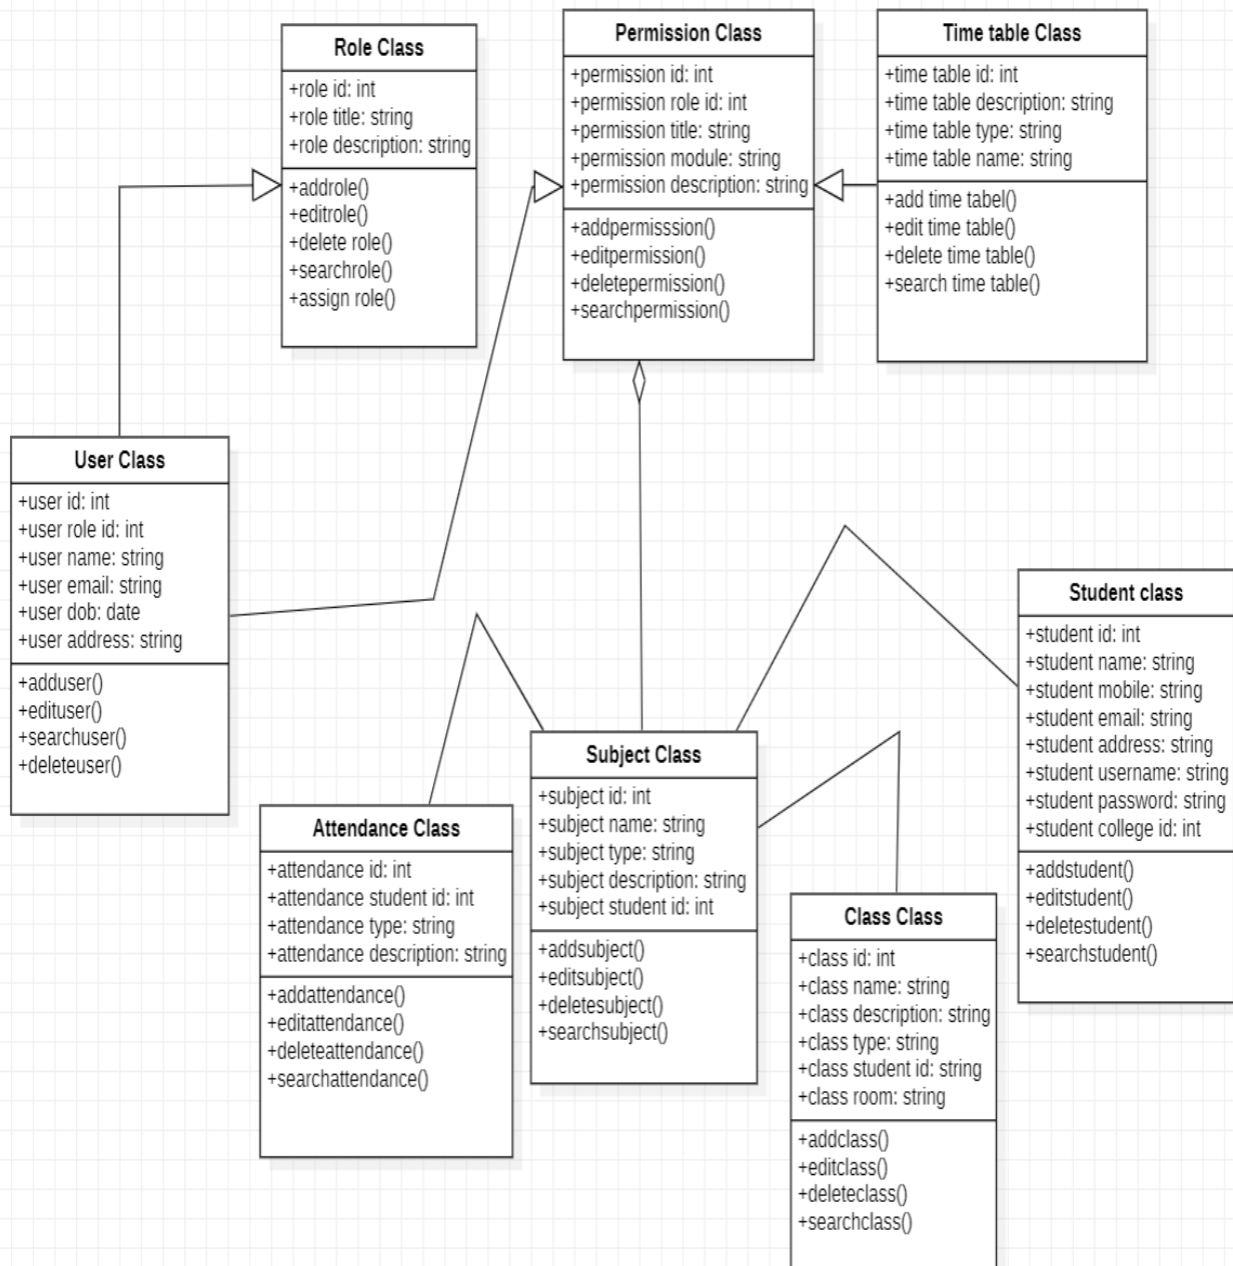 Role Class
+role id: int
+role title: string
+role description: string
+addrole()
+editrole()
+delete role()
+searchrole()
+assign role()
Permission Class
+permission id: int
+permission role id: int
+permission title: string
+permission module: string
+permission description: string
+addpermisssion()
+editpermission()
+deletepermission()
+searchpermission()
Time table Class
+time table id: int
+time table description: string
+time table type: string
+time table name: string
+add time tabel()
+edit time table()
+delete time table()
+search time table()
User Class
+user id: int
+user role id: int
+user name: string
+user email: string
+user dob: date
+user address: string
+adduser()
+edituser()
+searchuser()
+deleteuser()
Attendance Class
+attendance id: int
+attendance student id: int
+attendance type: string
+attendance description: string
+addattendance()
+editattendance()
+deleteattendance()
+searchattendance()
Subject Class
+subject id: int
+subject name: string
+subject type: string
+subject description: string
+subject student id: int
+addsubject()
+editsubject()
+deletesubject()
+searchsubject()
Class Class
+class id: int
+class name: string
+class description: string
+class type: string
+class student id: string
+class room: string
+addclass()
+editclass()
+deleteclass()
+searchclass()
Student class
+student id: int
+student name: string
+student mobile: string
+student email: string
+student address: string
+student username: string
+student password: string
+student college id: int
+addstudent()
+editstudent()
+deletestudent()
+searchstudent()